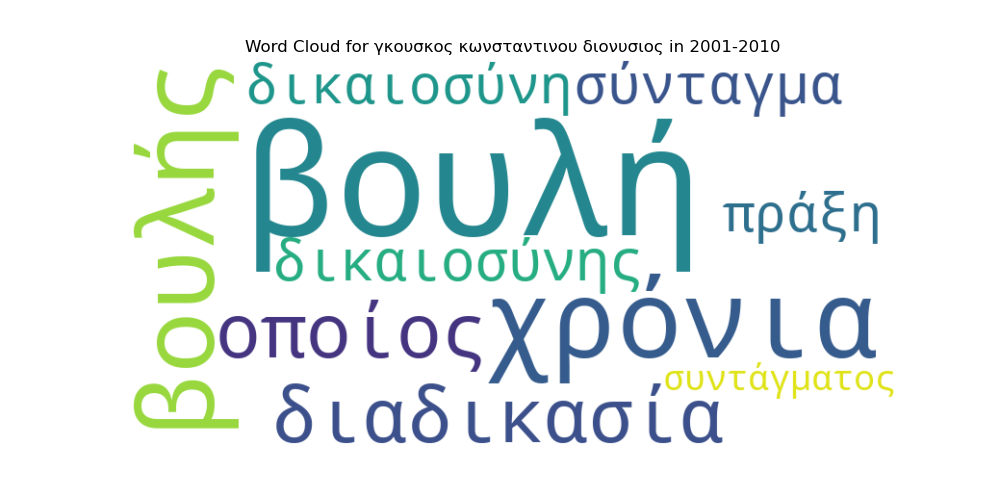 Word Cloud for γκουσκος κωνσταντινου διονυσιος in 2001-2010
δικαιοσύνη σύνταγμα
βουλής
βουλή
πράξη
δικαιοσύνης
οποίος χρόνια
συντάγματος
διαδικασία